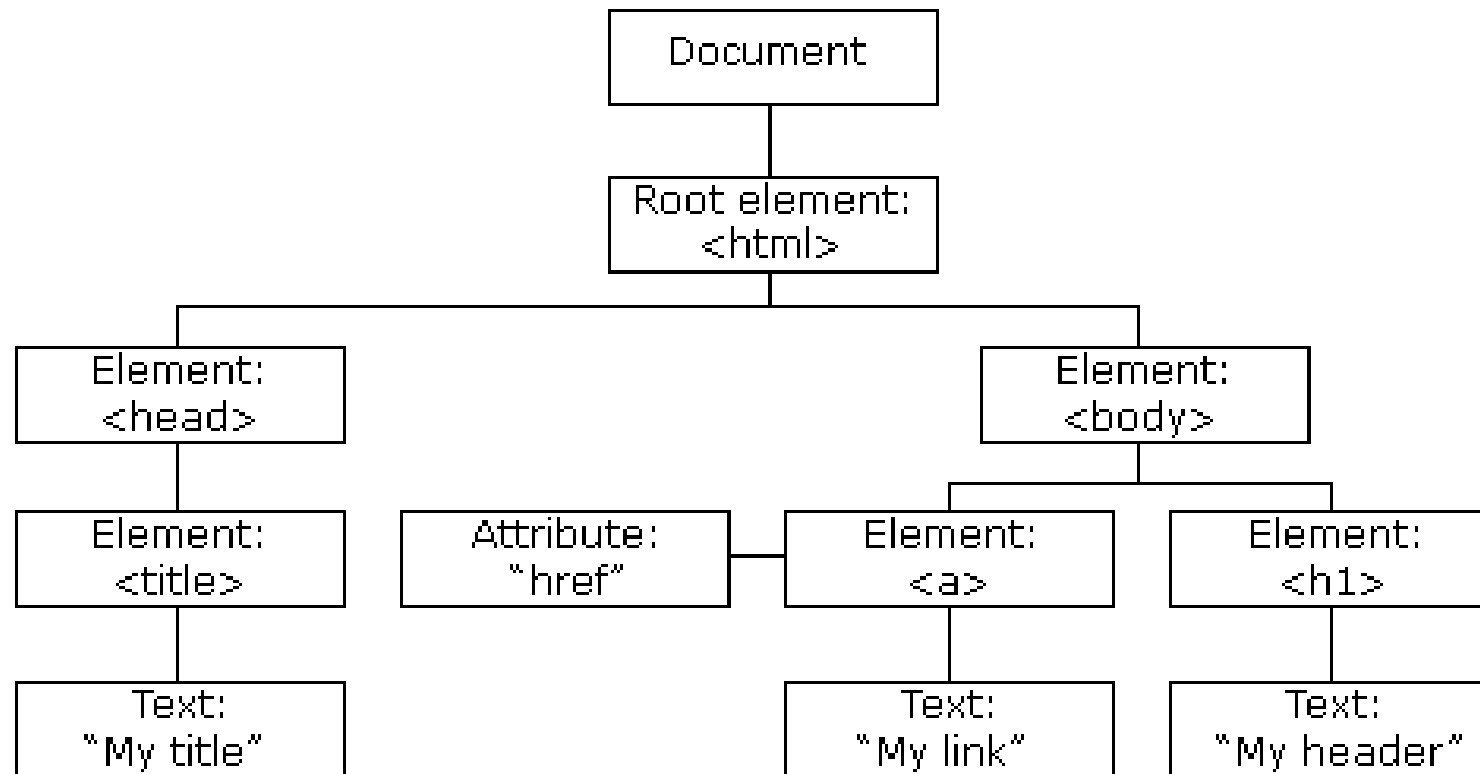 Document
Root element:
<html>
Element:
<head>
Element:
<body>
Element:
<title>
Attribute:
“href”
Element:
<a>
Element:
<h1>
Text:
“My title”
Text:
“My link”
Text:
“My header”